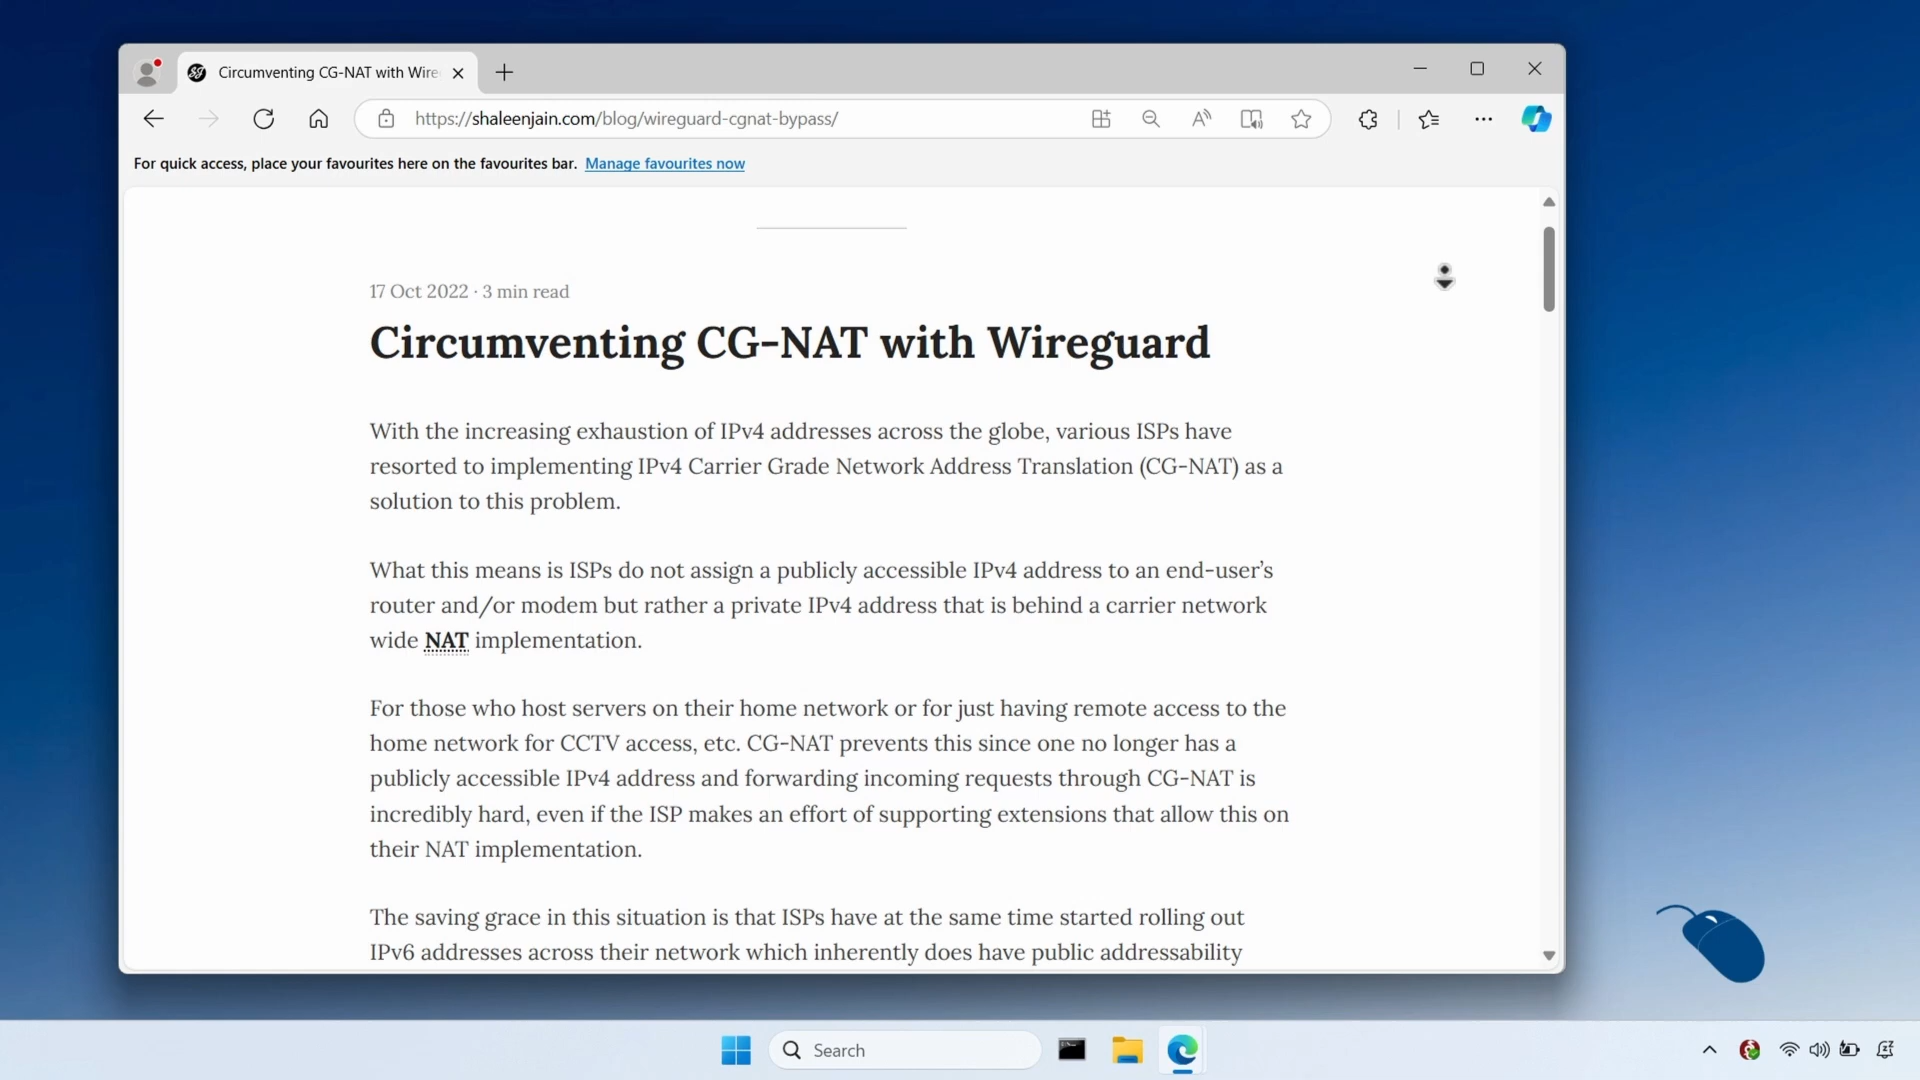 Circumventing CG-NAT with Wire
https://shaleenjain.com/blog/wireguard-cgnat-bypass/
For quick access, place your favourites here on the favourites bar. Manage favourites now
17 Oct 2022 · 3 min read
Circumventing CG-NAT with Wireguard
With the increasing exhaustion of IPv4 addresses across the globe, various ISPs have
resorted to implementing IPv4 Carrier Grade Network Address Translation (CG-NAT) as a
solution to this problem.
What this means is ISPs do not assign a publicly accessible IPv4 address to an end-user’s
router and/or modem but rather a private IPv4 address that is behind a carrier network
wide NAT implementation.
For those who host servers on their home network or for just having remote access to the
home network for CCTV access, etc. CG-NAT prevents this since one no longer has a
publicly accessible IPv4 address and forwarding incoming requests through CG-NAT is
incredibly hard, even if the ISP makes an effort of supporting extensions that allow this on
their NAT implementation.
The saving grace in this situation is that ISPs have at the same time started rolling out
IPv6 addresses across their network which inherently does have public addressability
Search